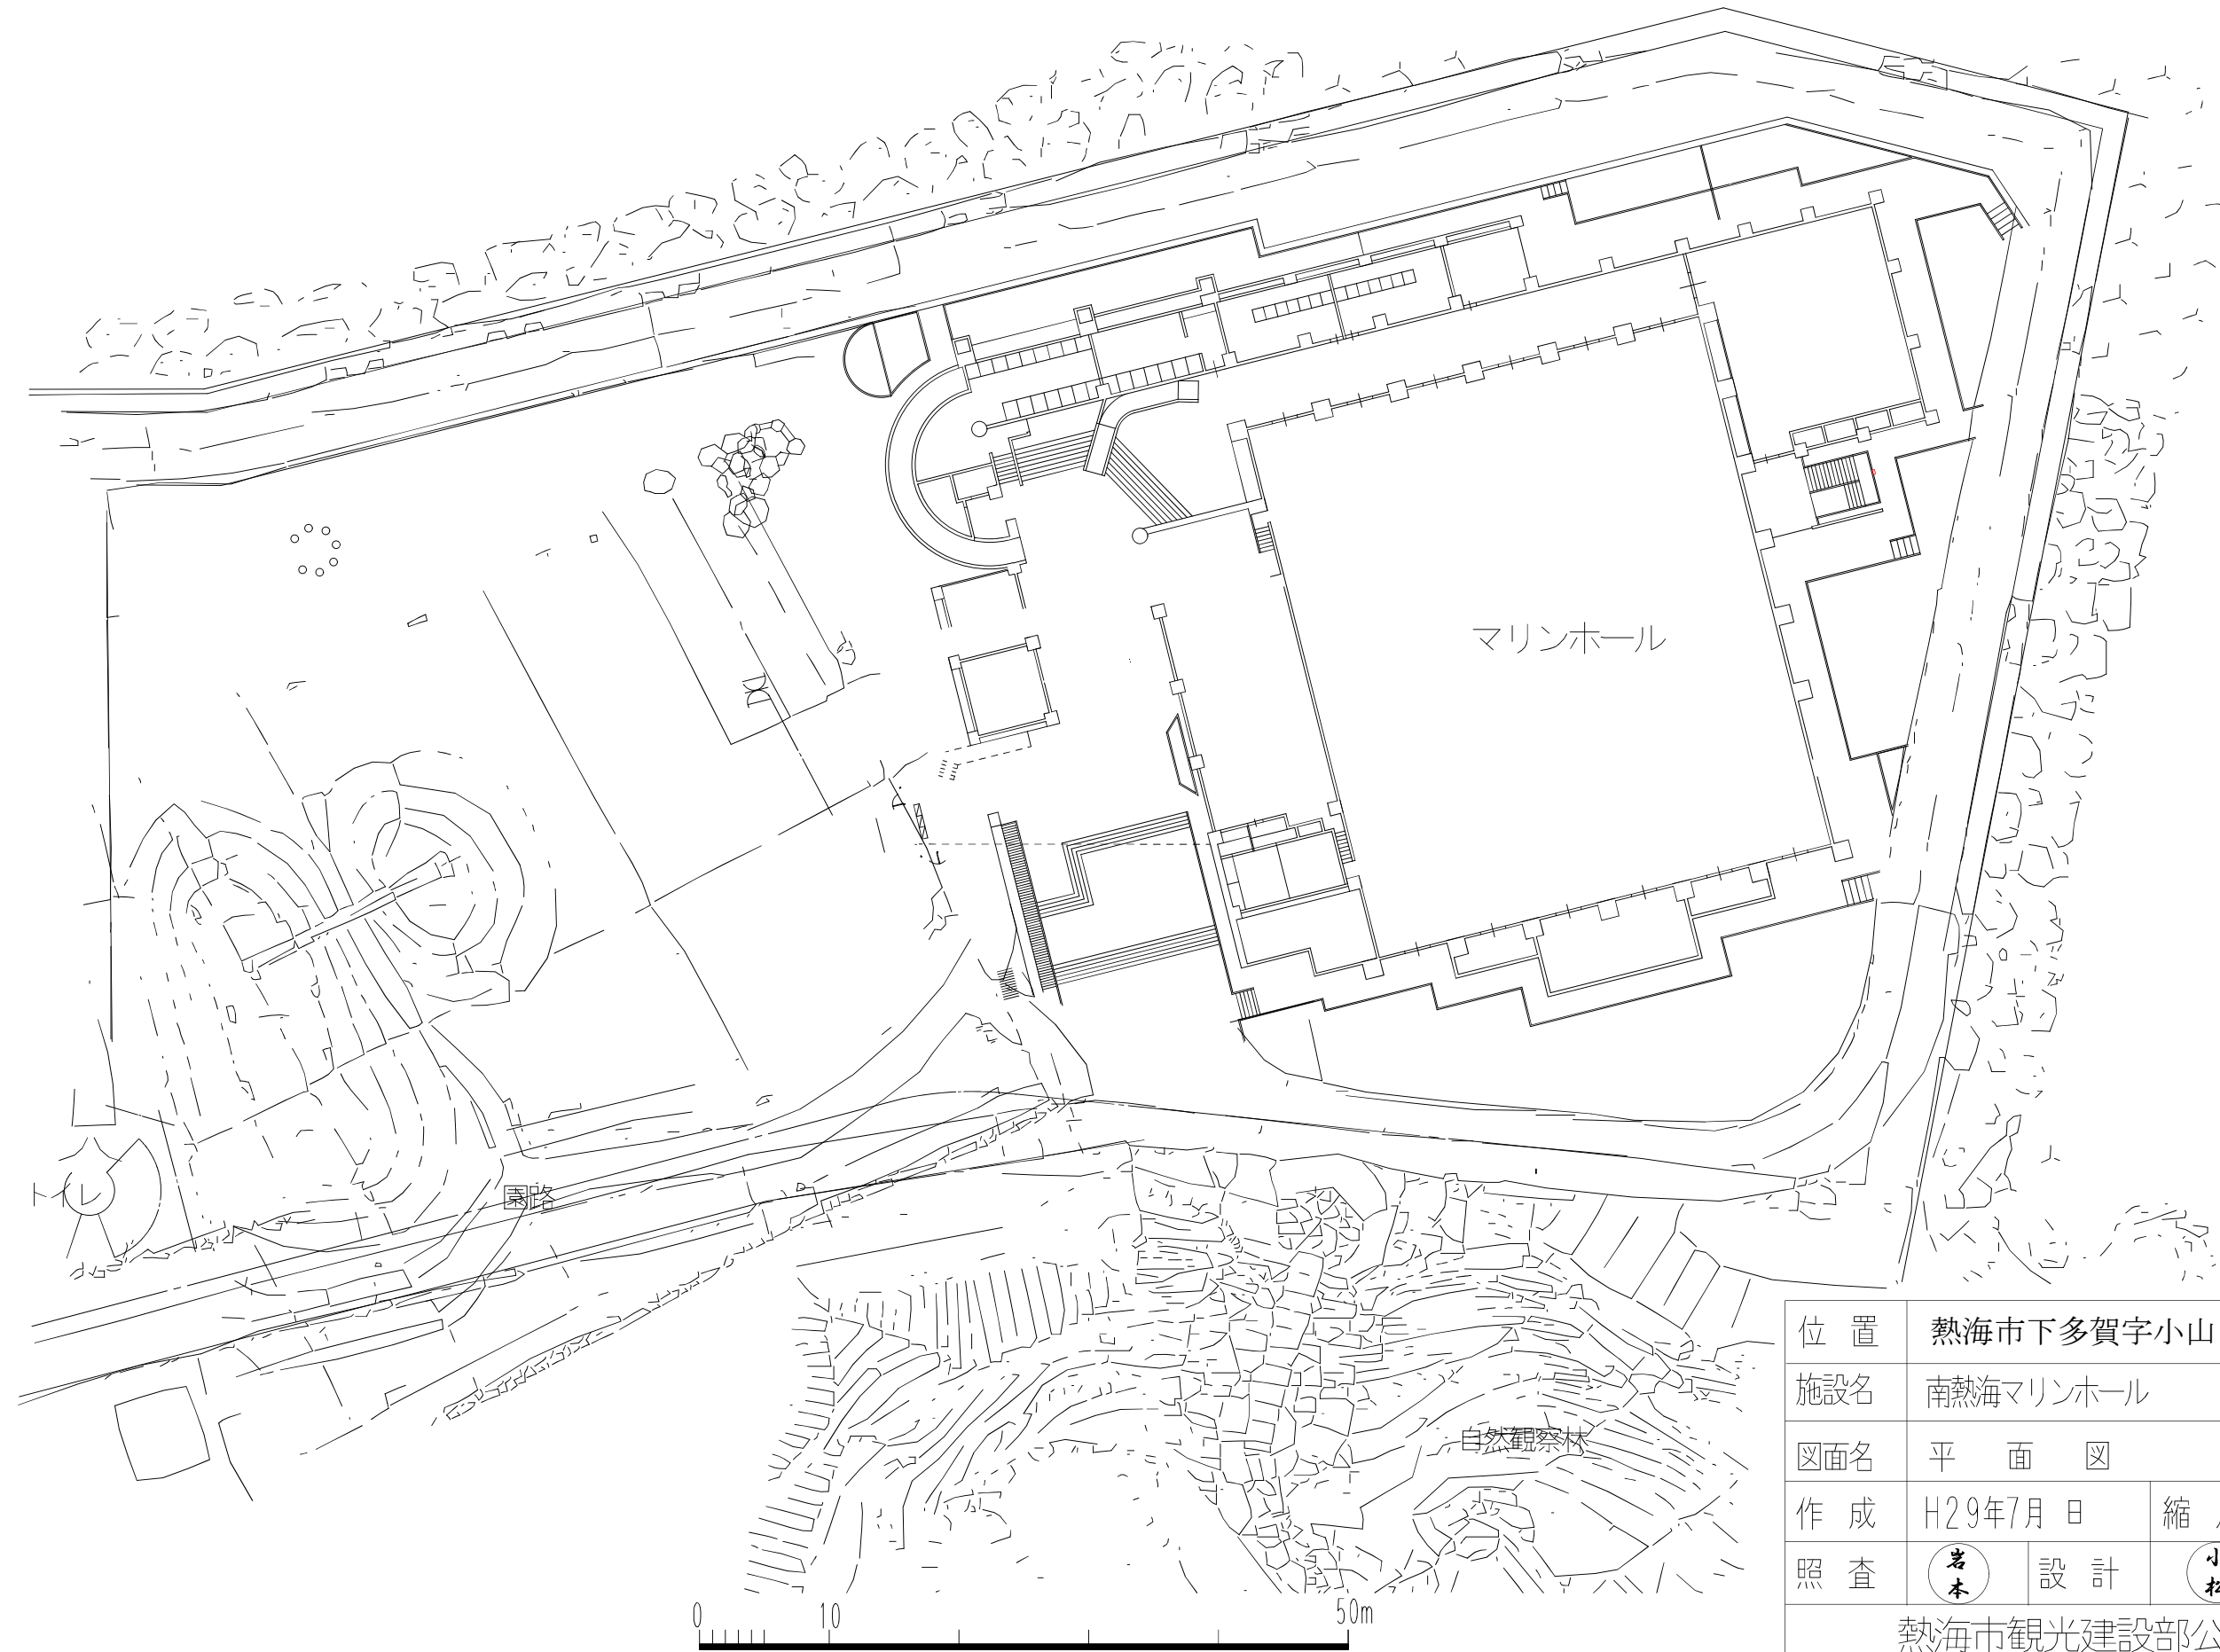 マリンホール
トイレ
園路
自然観察林
位 置 熱海市下多賀字小山
施設名 南熱海マリンホール
図面名 平 面 図
作 成 H29年7月 日 縮
照 査 岩本 設 計 小松
熱海市観光建設部公
0 10 50m